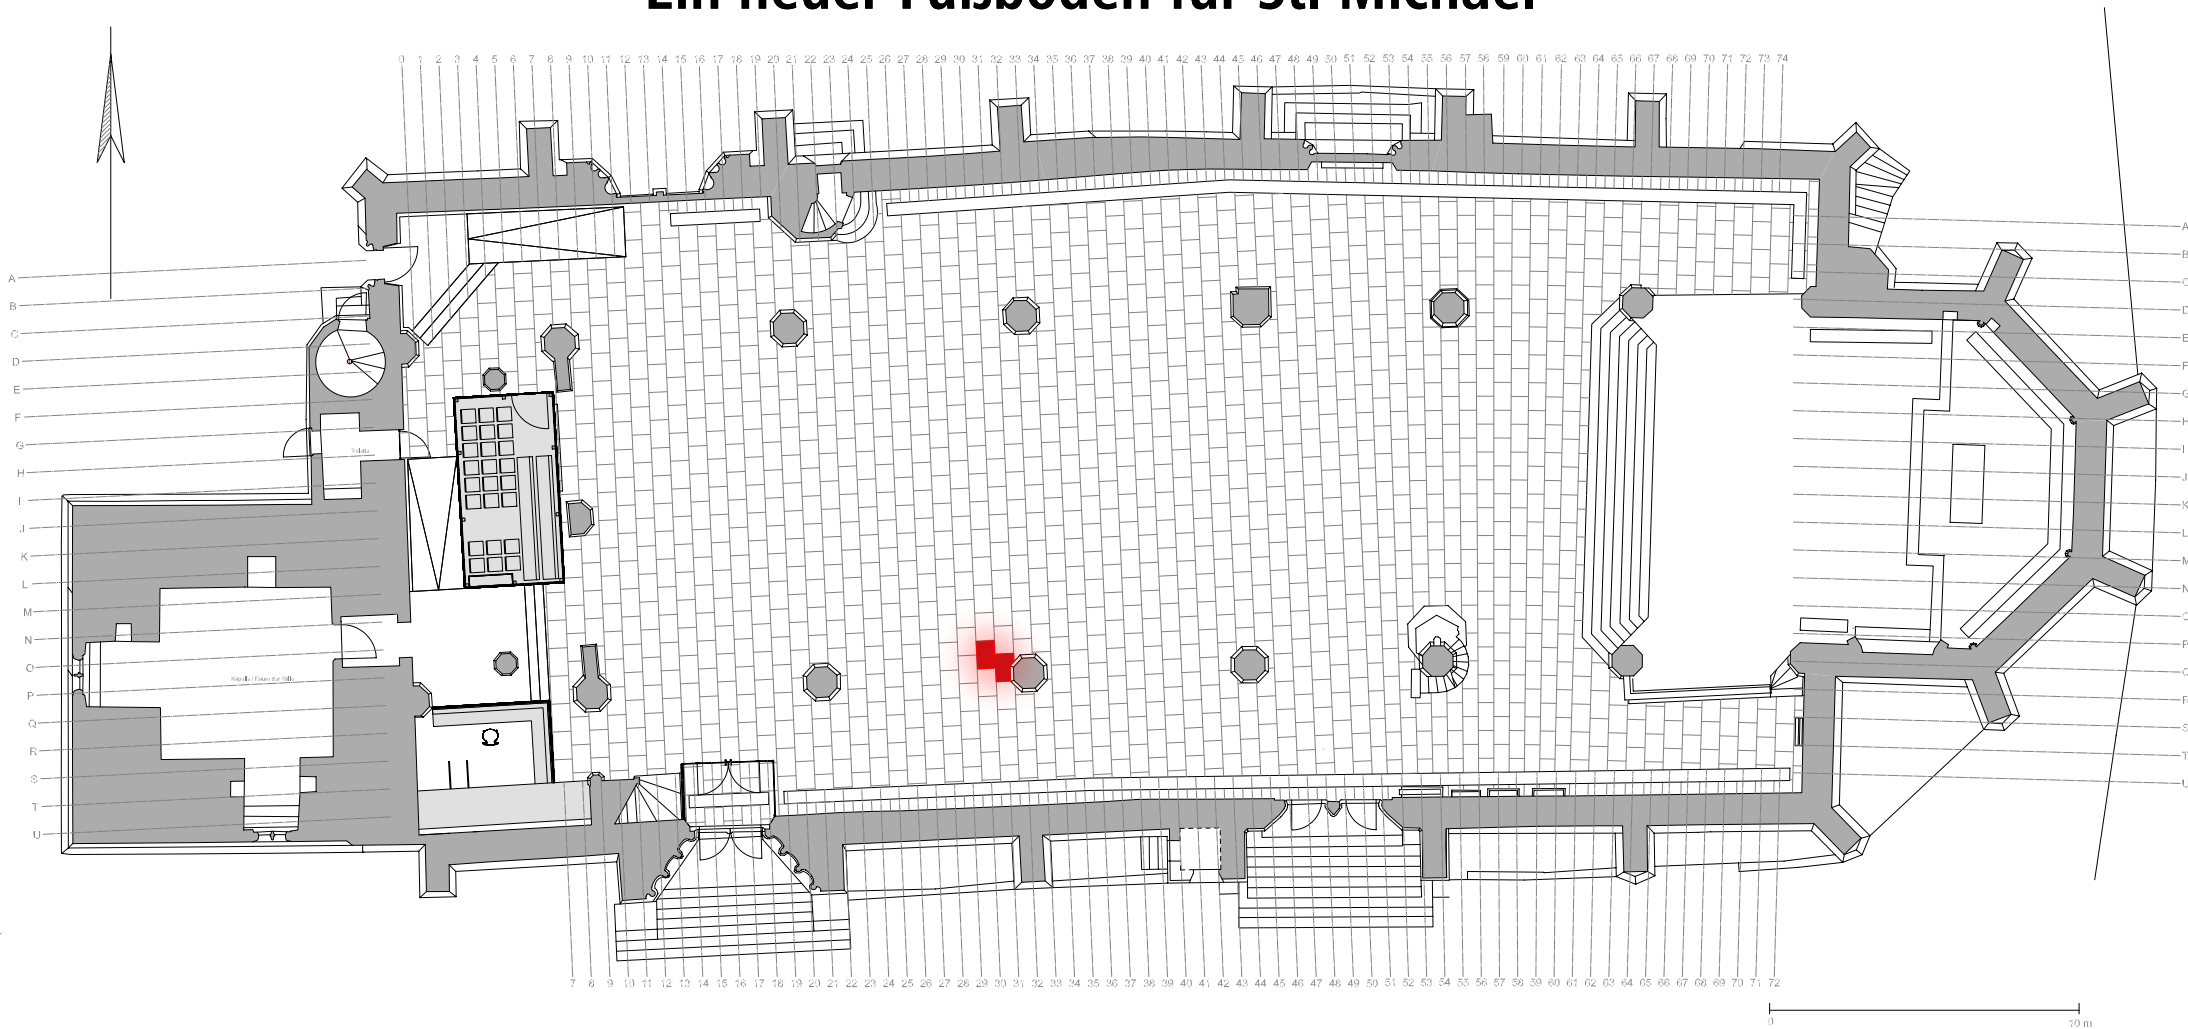 Ein neuer Fußboden für St. Michael
0 1 2 3 4 5 6 7 8 9 10 11 12 13 14 15 16 17 18 19 20 21 22 23 24 25 26 27 28 29 30 31 32 33 34 35 36 37 38 39 40 41 42 43 44 45 46 47 48 49 50 51 52 53 54 55 56 57 58 59 60 61 62 63 64 65 66 67 68 69 70 71 72 73 74
A A
B B
C C
D D
E E
F F
G G
H H
I I
J J
K K
L L
M M
N N
O O
P P
Q Q
R R
S S
T T
U U
7 8 9 10 11 12 13 14 15 16 17 18 19 20 21 22 23 24 25 26 27 28 29 30 31 32 33 34 35 36 37 38 39 40 41 42 43 44 45 46 47 48 49 50 51 52 53 54 55 56 57 58 59 60 61 62 63 64 65 66 67 68 69 70 71 72
0 10 m